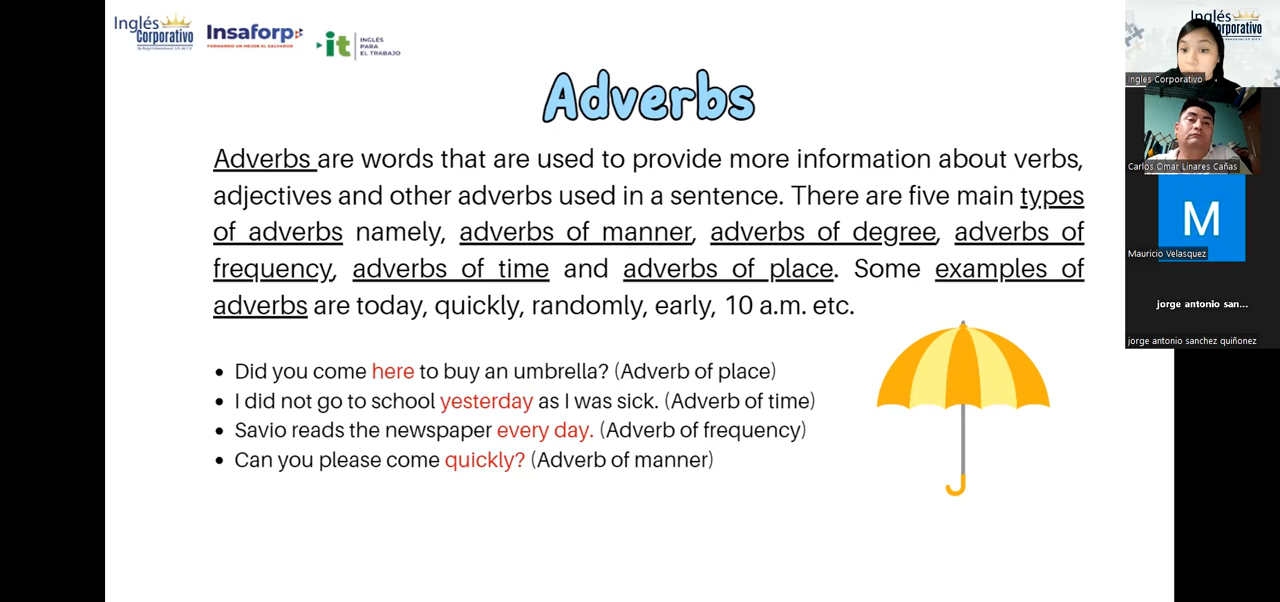 Inglés
Corporativo
Insaforp
FORMANDO UN MEJOR EL SALVADOR
it
INGLÉS
PARA
EL TRABAJO
Adverbs
Adverbs are words that are used to provide more information about verbs,
adjectives and other adverbs used in a sentence. There are five main types
of adverbs namely, adverbs of manner, adverbs of degree, adverbs of
frequency, adverbs of time and adverbs of place. Some examples of
adverbs are today, quickly, randomly, early, 10 a.m. etc.
• Did you come here to buy an umbrella? (Adverb of place)
• I did not go to school yesterday as I was sick. (Adverb of time)
• Savio reads the newspaper every day. (Adverb of frequency)
• Can you please come quickly? (Adverb of manner)
Inglés
Corporativo
Inglés Corporativo
Carlos Omar Linares Cañas
M
Mauricio Velasquez
jorge antonio san...
jorge antonio sanchez quiñonez